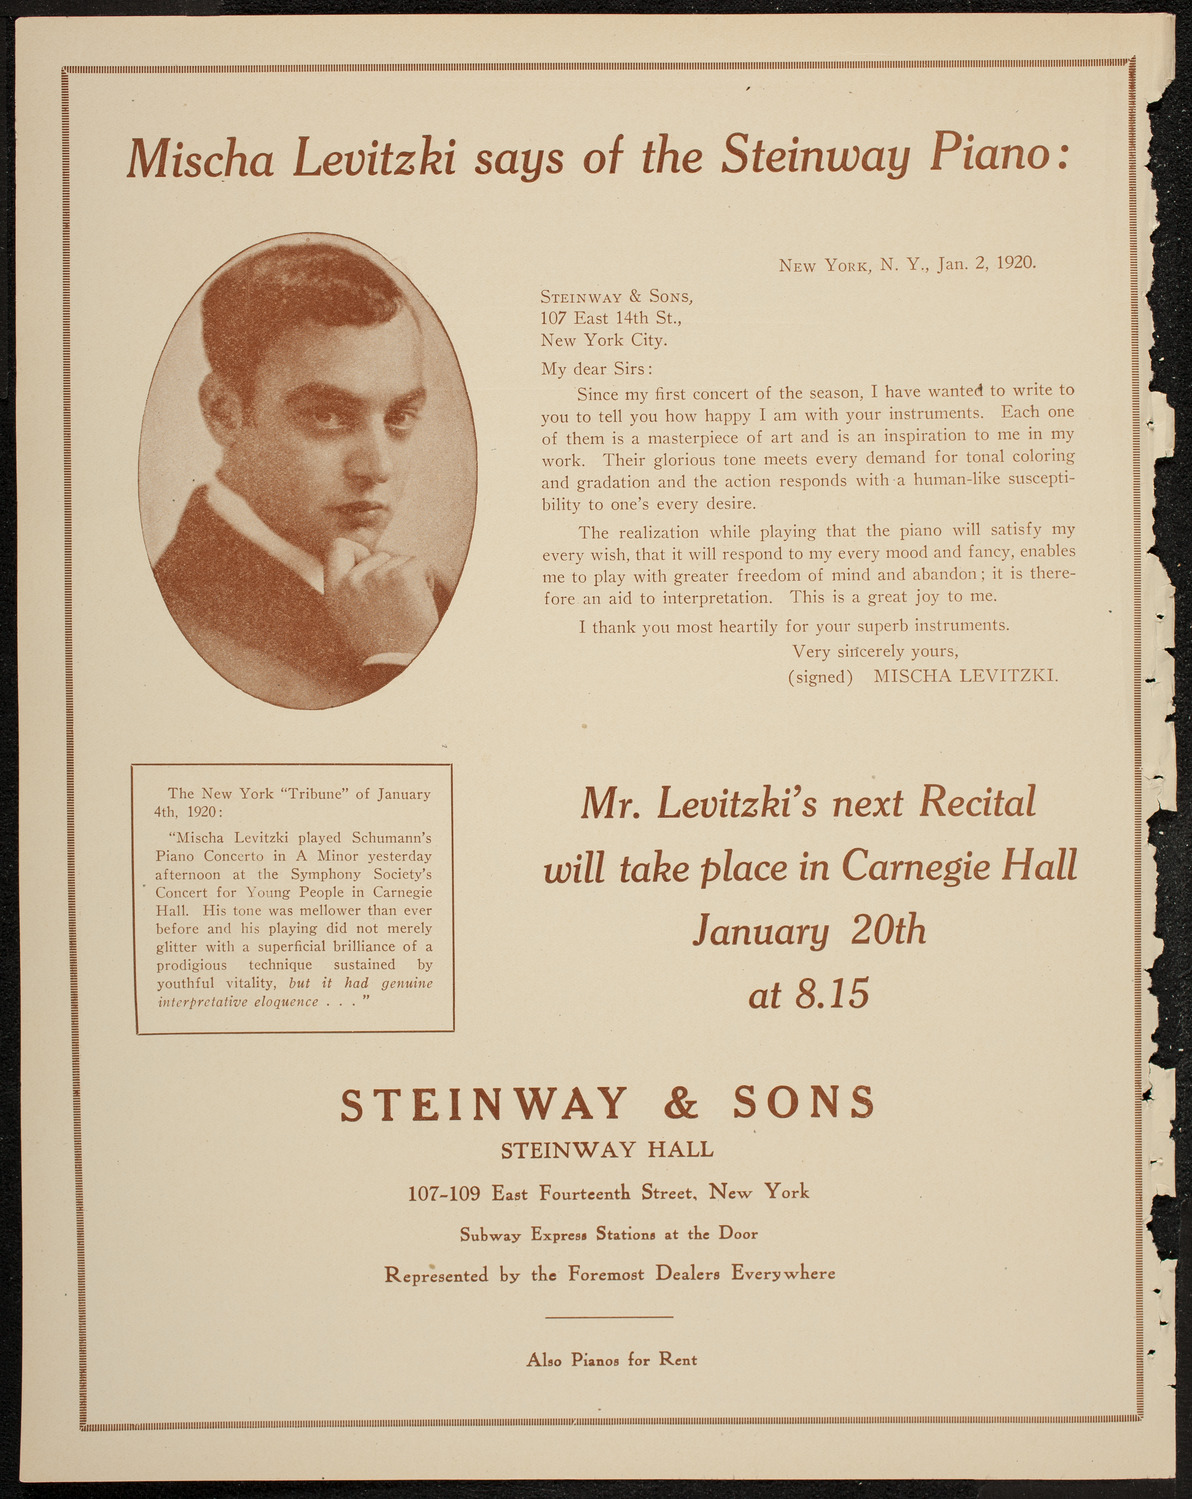 Mischa Levitzki says of the Steinway Piano:
New York, N. Y., Jan. 2, 1920.
Steinway & Sons,
107 East 14th St.,
New York City.
My dear Sirs:
Since my first concert of the season, I have wanted to write to
you to tell you how happy I am with your instruments. Each one
of them is a masterpiece of art and is an inspiration to me in my
work. Their glorious tone meets every demand for tonal coloring
and gradation and the action responds with a human-like suscepti-
bility to one's every desire.
The realization while playing that the piano will satisfy my
every wish, that it will respond to my every mood and fancy, enables
me to play with greater freedom of mind and abandon; it is there-
fore an aid to interpretation. This is a great joy to me.
I thank you most heartily for your superb instruments.
Very sincerely yours,
(signed) MISCHA LEVITZKI.
The New York "Tribune" of January
4th, 1920:
"Mischa Levitzki played Schumann's
Piano Concerto in A Minor yesterday
afternoon at the Symphony Society's
Concert for Young People in Carnegie
Hall. His tone was mellower than ever
before and his playing did not merely
glitter with a superficial brilliance of a
prodigious technique sustained by
youthful vitality, but it had genuine
interpretative eloquence . . . "
Mr. Levitzki's next Recital
will take place in Carnegie Hall
January 20th
at 8.15
STEINWAY & SONS
STEINWAY HALL
107-109 East Fourteenth Street, New York
Subway Express Stations at the Door
Represented by the Foremost Dealers Everywhere
Also Pianos for Rent